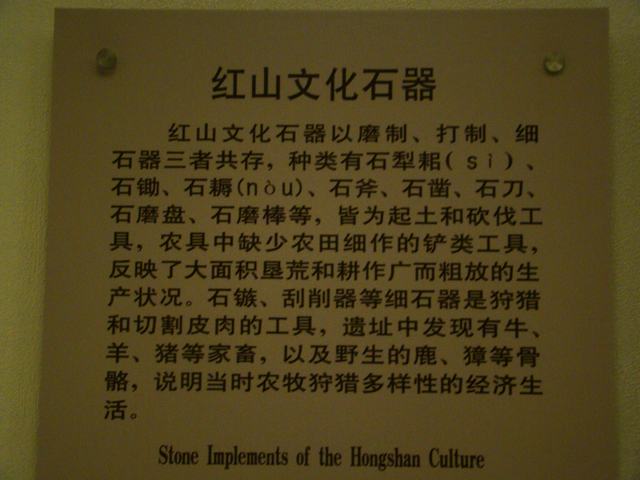 红山文化石器
红山文化石器以磨制、打制、细
石器三者共存，种类有石犁耜(sì)、
石锄、石耨(nòu)、石斧、石凿、石刀、
石磨盘、石磨棒等，皆为起土和砍伐工
具，农具中缺少农田细作的铲类工具，
反映了大面积垦荒和耕作广而粗放的生
产状况。石镞、刮削器等细石器是狩猎
和切割皮肉的工具，遗址中发现有牛、
羊、猪等家畜，以及野生的鹿、獐等骨
骼，说明当时农牧狩猎多样性的经济生
活。
Stone Implements of the Hongshan Culture